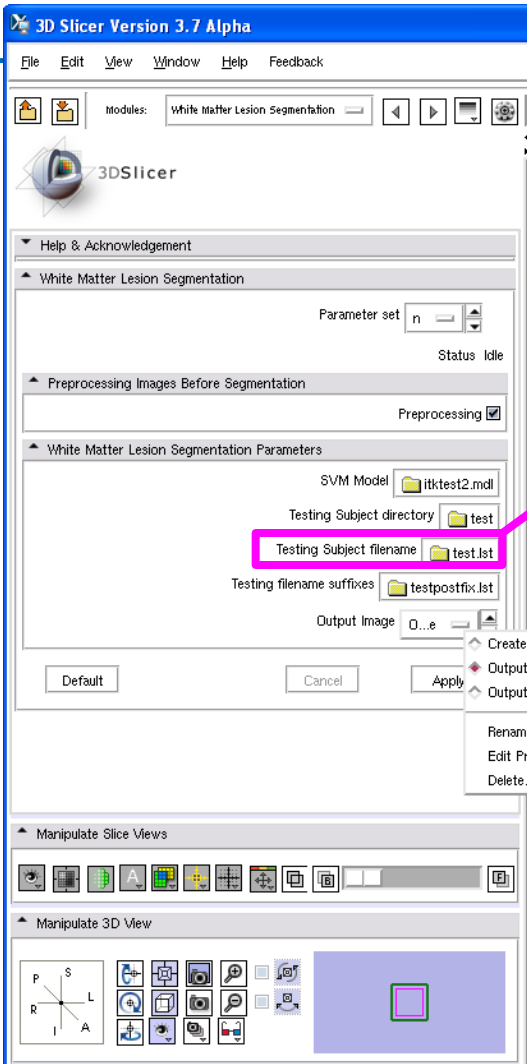 3D Slicer Version 3.7 Alpha
File Edit View Window Help Feedback
Modules: White Matter Lesion Segmentation
3DSlicer
Help & Acknowledgement
White Matter Lesion Segmentation
Parameter set n
Status Idle
Preprocessing Images Before Segmentation
Preprocessing
White Matter Lesion Segmentation Parameters
SVM Model itktest2.mdl
Testing Subject directory test
Testing Subject filename test.lst
Testing filename suffixes testpostfix.lst
Output Image O...e
Create
Output
Default Cancel Apply
Output
Renam
Edit Pr
Delete.
Manipulate Slice Views
A B F
Manipulate 3D View
P S
R L
I A